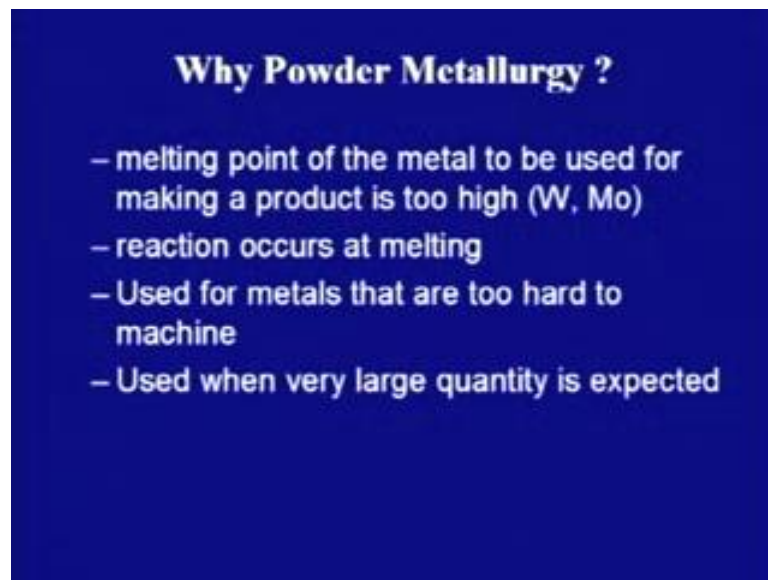 Why Powder Metallurgy ?
– melting point of the metal to be used for
making a product is too high (W, Mo)
– reaction occurs at melting
– Used for metals that are too hard to
machine
– Used when very large quantity is expected